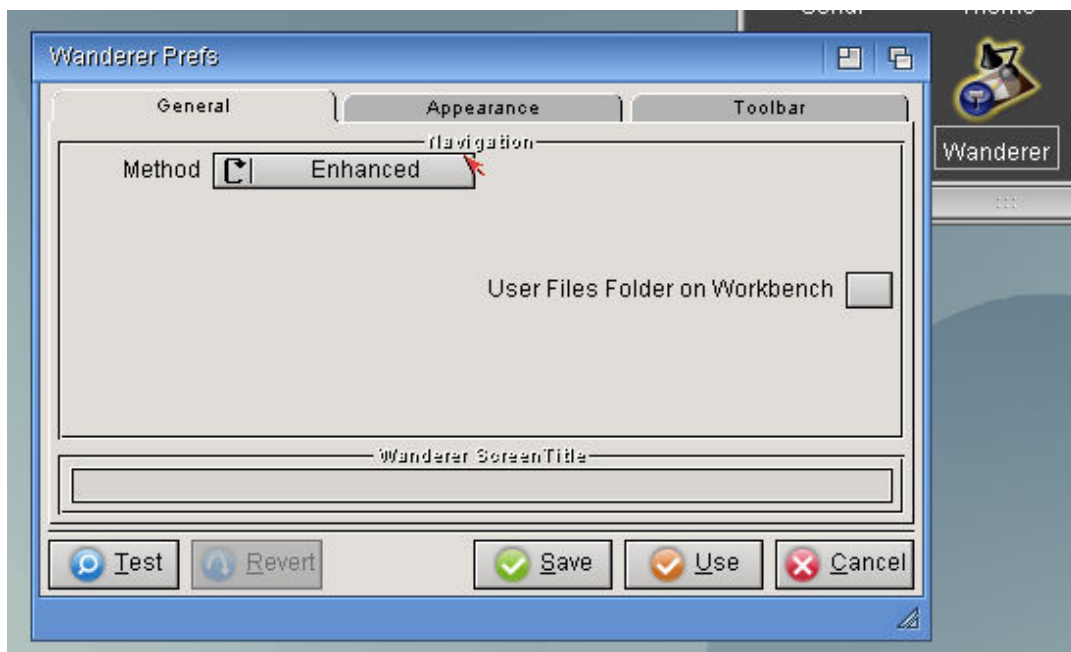 Wanderer Prefs
General
Appearance
Toolbar
Navigation
Method
Enhanced
User Files Folder on Workbench
Wanderer ScreenTitle
Test
Revert
Save
Use
Cancel
Wanderer